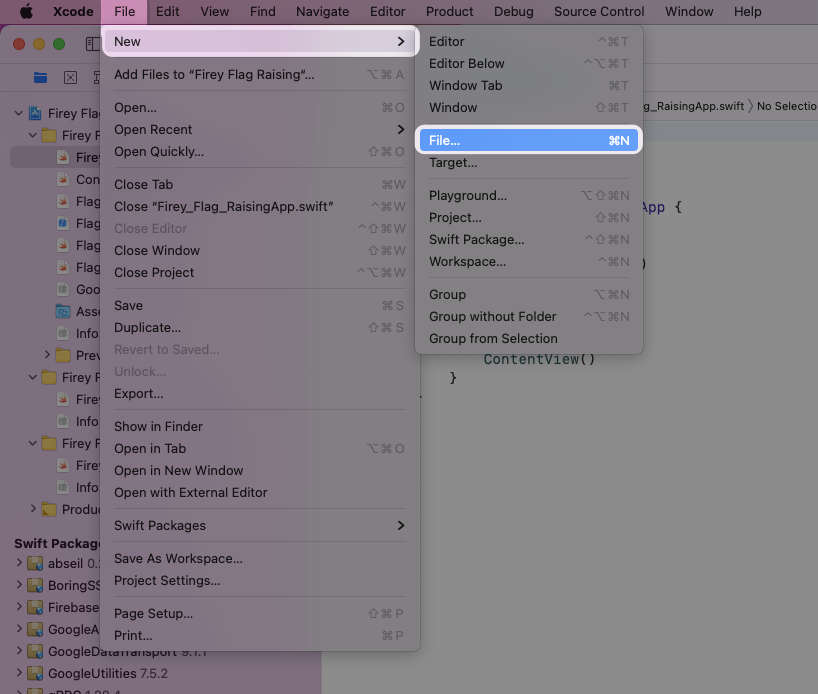 Xcode File Edit View Find Navigate Editor Product Debug Source Control Window Help
New
Add Files to “Firey Flag Raising”... ⌥⌘A
Open... ⌘O
Open Recent
Open Quickly... ⇧⌘O
Close Tab ⌘W
Close “Firey_Flag_RaisingApp.swift” ^⌘W
Close Editor ^⇧⌘W
Close Window ⇧⌘W
Close Project ^⌥⌘W
Save ⌘S
Duplicate... ⇧⌘S
Revert to Saved...
Unlock...
Export...
Show in Finder
Open in Tab ⌥⌘O
Open in New Window
Open with External Editor
Swift Packages
Save As Workspace...
Project Settings...
Page Setup... ⇧⌘P
Print... ⌘P
Editor ^⌘T
Editor Below ^⌥⌘T
Window Tab ⌘T
Window ⇧⌘T
File... ⌘N
Target...
Playground... ⌥⇧⌘N
Project... ⇧⌘N
Swift Package... ^⇧⌘N
Workspace... ^⌘N
Group ⌥⌘N
Group without Folder ^⌥⌘N
Group from Selection
g_RaisingApp.swift 〉 No Selectio
App {
)
ContentView()
}
Firey Fla
Firey F
Firey
Con
Flag
Flag
Flag
Flag
Goo
Asse
Info
Prev
Firey F
Firey
Info
Firey F
Firey
Info
Produc
Swift Package
abseil 0.
BoringSS
Firebase
GoogleA
GoogleDataTransport 9.1.1
GoogleUtilities 7.5.2